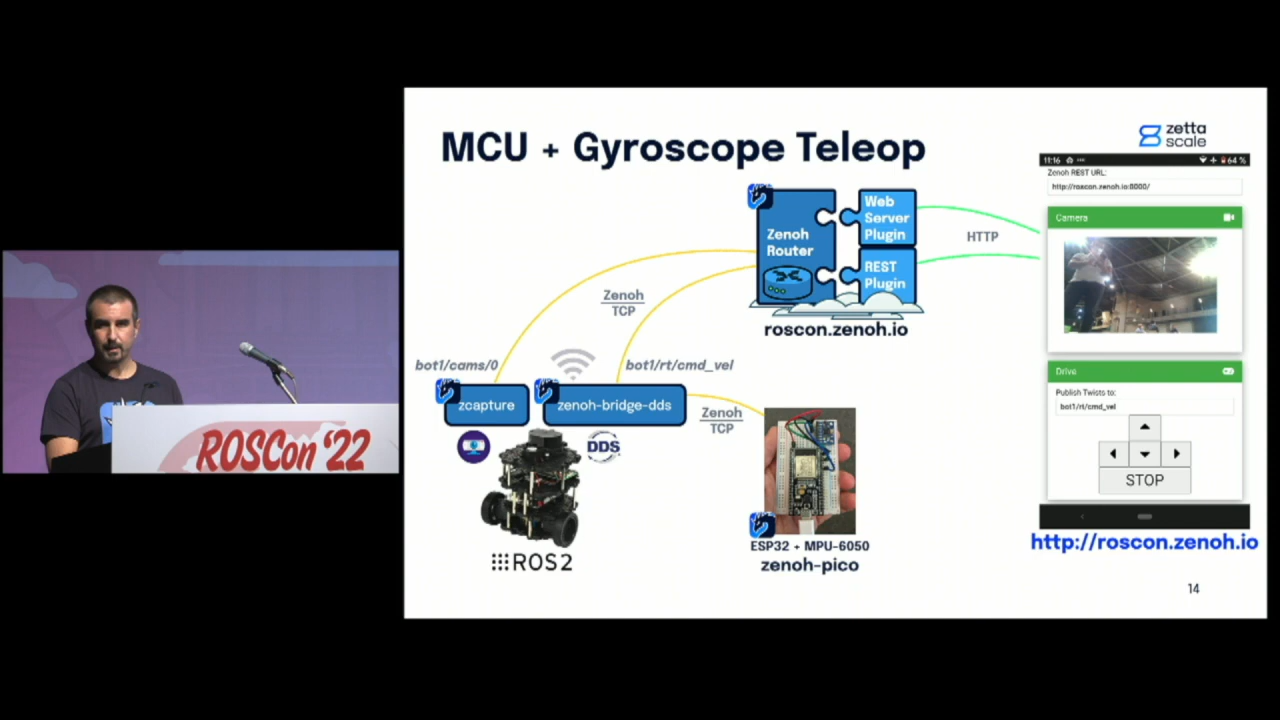 MCU + Gyroscope Teleop
zetta
scale
11:16
64 %
Zenoh REST URL:
http://roscon.zenoh.io:8000/
Web
Server
Plugin
Zenoh
Router
REST
Plugin
HTTP
Camera
Zenoh
TCP
roscon.zenoh.io
bot1/cams/0
bot1/rt/cmd_vel
Drive
Publish Twists to:
bot1/rt/cmd_vel
zcapture
zenoh-bridge-dds
Zenoh
TCP
DDS
STOP
ROSCon '22
ROS2
ESP32 + MPU-6050
zenoh-pico
http://roscon.zenoh.io
14